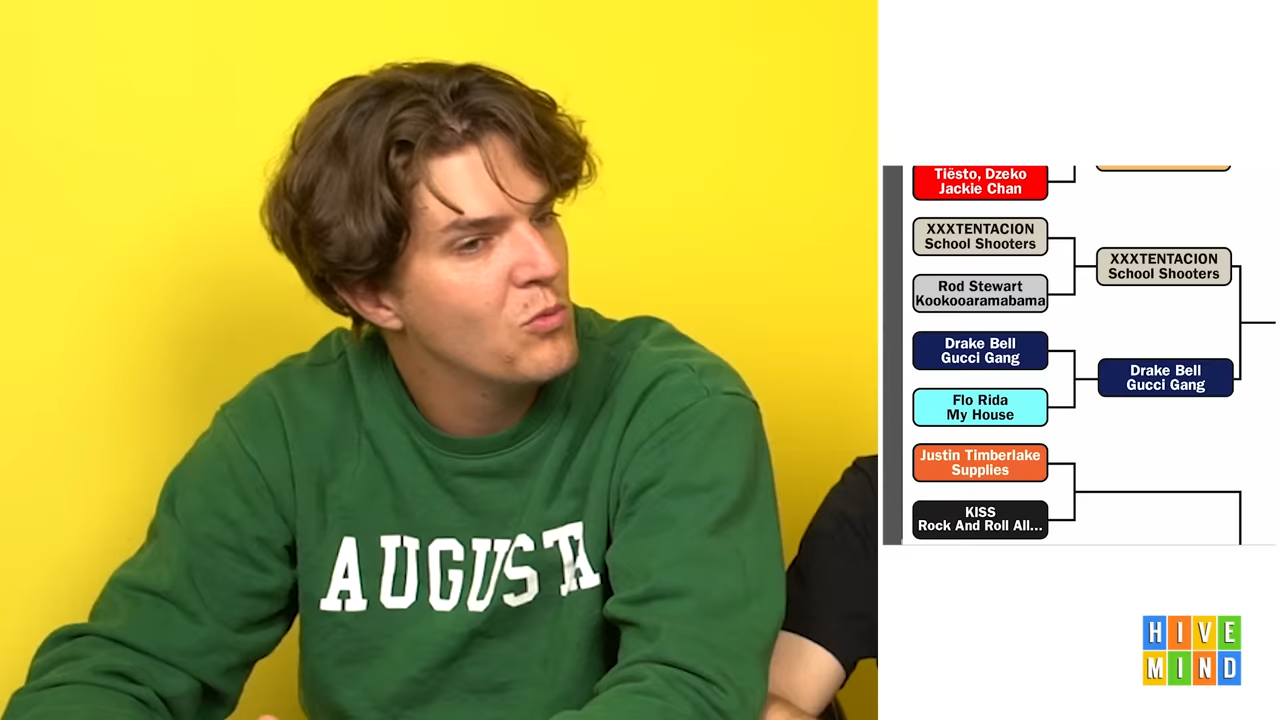 AUGUSTA
Tiësto, Dzeko
Jackie Chan
XXXTENTACION
School Shooters
Rod Stewart
Kookooaramabama
Drake Bell
Gucci Gang
Flo Rida
My House
Justin Timberlake
Supplies
KISS
Rock And Roll All...
XXXTENTACION
School Shooters
Drake Bell
Gucci Gang
HIVE
MIND